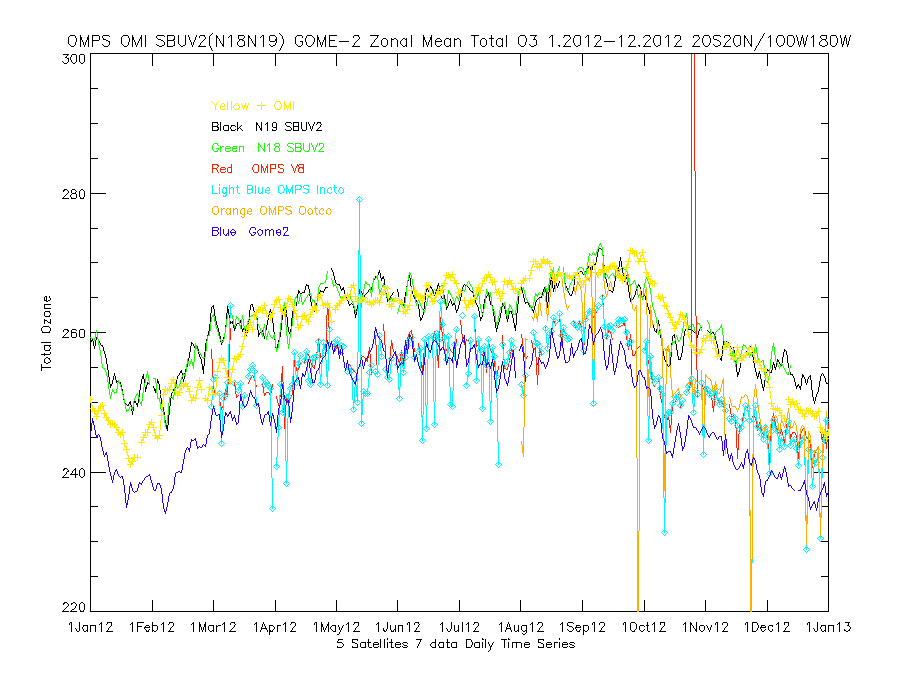 OMPS OMI SBUV2(N18N19) GOME-2 Zonal Mean Total O3 1.2012-12.2012 20S20N/100W180W
300
Yellow + OMI
Black N19 SBUV2
Green N18 SBUV2
Red OMPS V8
Light Blue OMPS Incto
Orange OMPS Ootco
Blue Gome2
280
260
240
220
Total Ozone
1Jan12 1Feb12 1Mar12 1Apr12 1May12 1Jun12 1Jul12 1Aug12 1Sep12 1Oct12 1Nov12 1Dec12 1Jan13
5 Satellites 7 data Daily Time Series